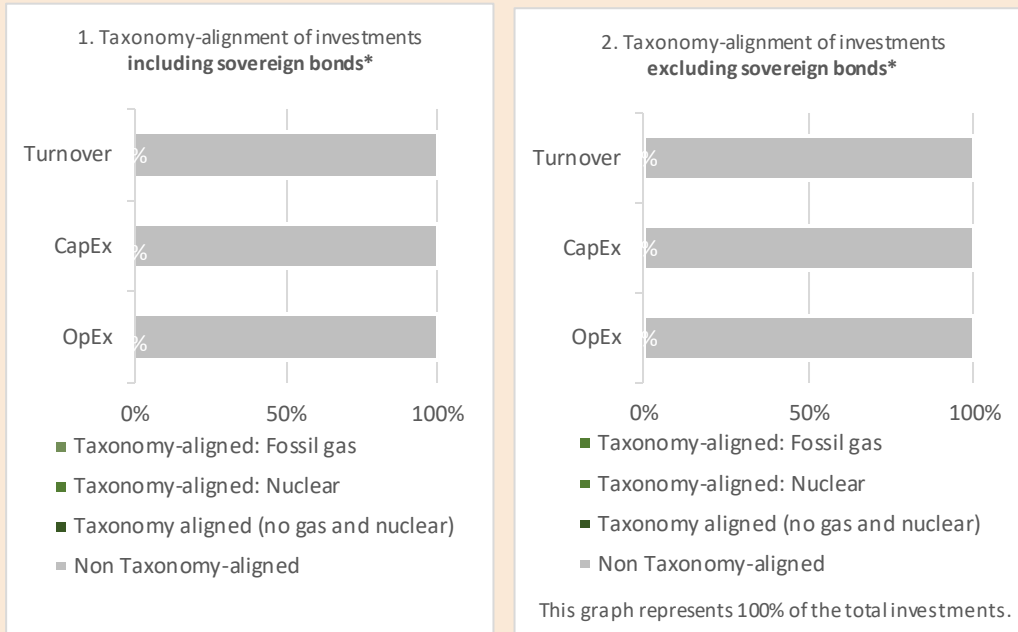 1. Taxonomy-alignment of investments
including sovereign bonds*
Turnover
%
CapEx
%
OpEx
%
0% 50% 100%
Taxonomy-aligned: Fossil gas
Taxonomy-aligned: Nuclear
Taxonomy aligned (no gas and nuclear)
Non Taxonomy-aligned
2. Taxonomy-alignment of investments
excluding sovereign bonds*
Turnover
%
CapEx
%
OpEx
%
0% 50% 100%
Taxonomy-aligned: Fossil gas
Taxonomy-aligned: Nuclear
Taxonomy aligned (no gas and nuclear)
Non Taxonomy-aligned
This graph represents 100% of the total investments.